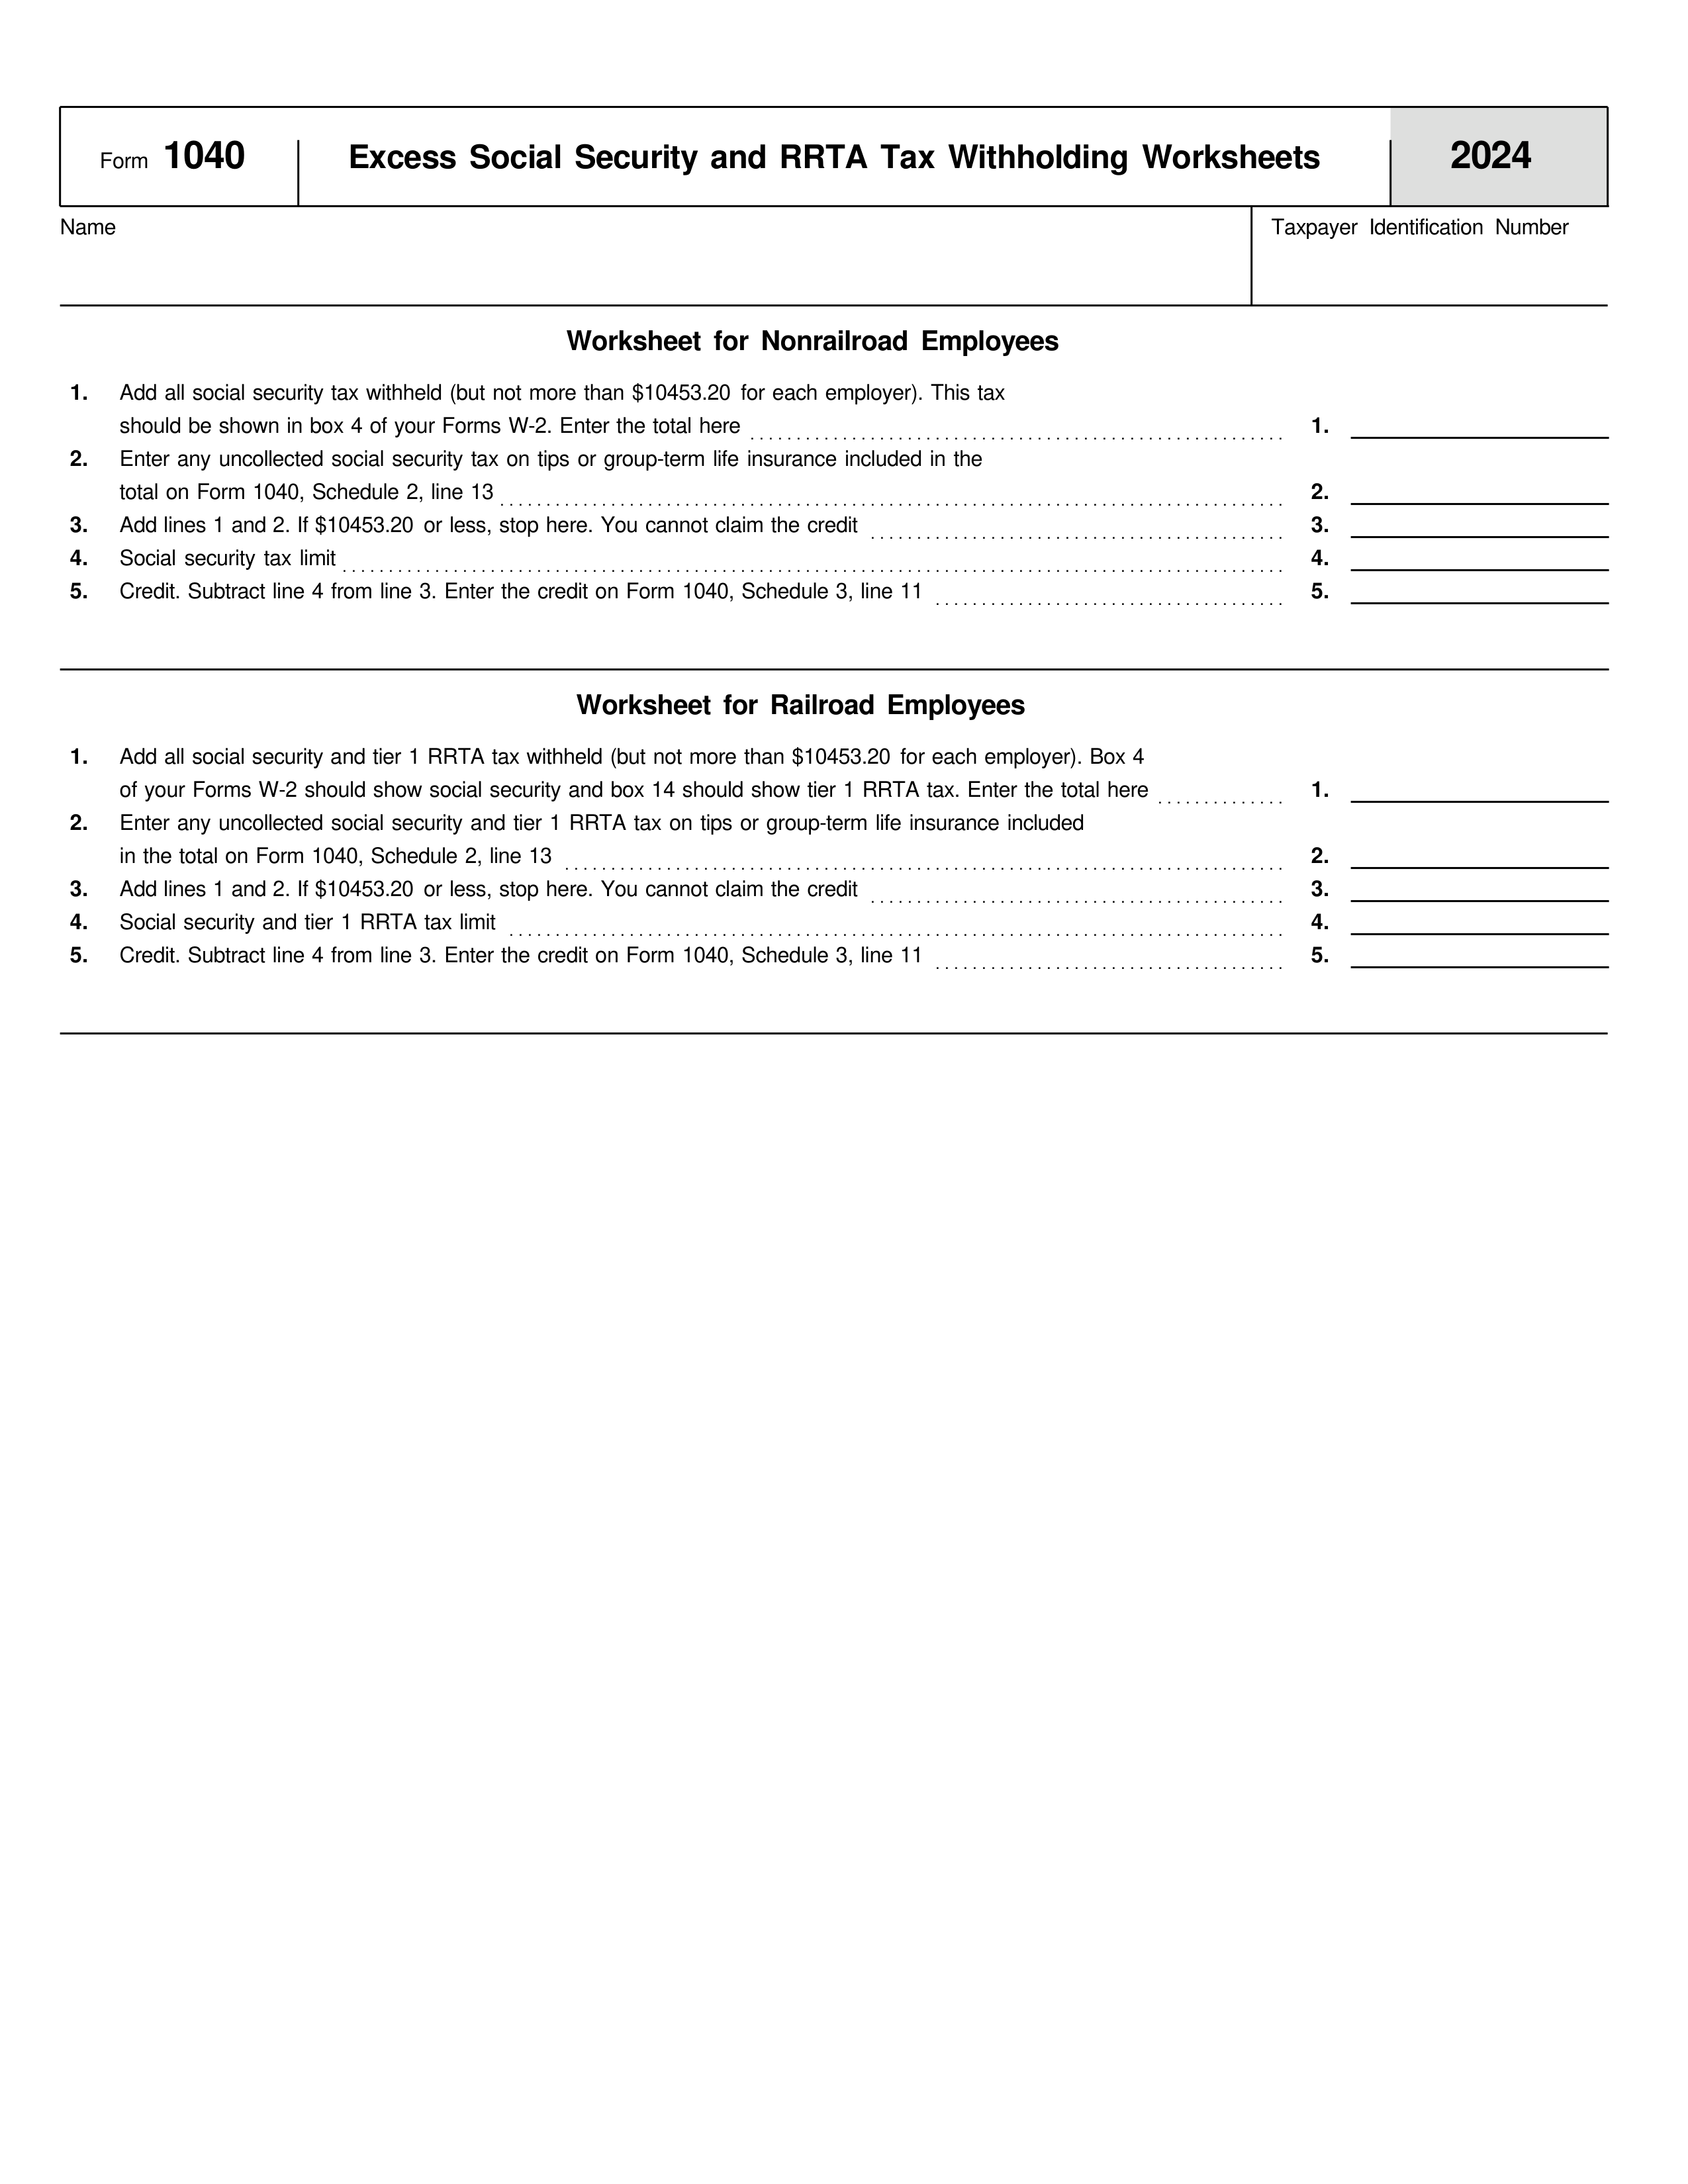 Form 1040
Excess Social Security and RRTA Tax Withholding Worksheets
2024
Name
Taxpayer Identification Number
Worksheet for Nonrailroad Employees
1. Add all social security tax withheld (but not more than $10453.20 for each employer). This tax
should be shown in box 4 of your Forms W-2. Enter the total here 1.
2. Enter any uncollected social security tax on tips or group-term life insurance included in the
total on Form 1040, Schedule 2, line 13 2.
3. Add lines 1 and 2. If $10453.20 or less, stop here. You cannot claim the credit 3.
4. Social security tax limit 4.
5. Credit. Subtract line 4 from line 3. Enter the credit on Form 1040, Schedule 3, line 11 5.
Worksheet for Railroad Employees
1. Add all social security and tier 1 RRTA tax withheld (but not more than $10453.20 for each employer). Box 4
of your Forms W-2 should show social security and box 14 should show tier 1 RRTA tax. Enter the total here 1.
2. Enter any uncollected social security and tier 1 RRTA tax on tips or group-term life insurance included
in the total on Form 1040, Schedule 2, line 13 2.
3. Add lines 1 and 2. If $10453.20 or less, stop here. You cannot claim the credit 3.
4. Social security and tier 1 RRTA tax limit 4.
5. Credit. Subtract line 4 from line 3. Enter the credit on Form 1040, Schedule 3, line 11 5.